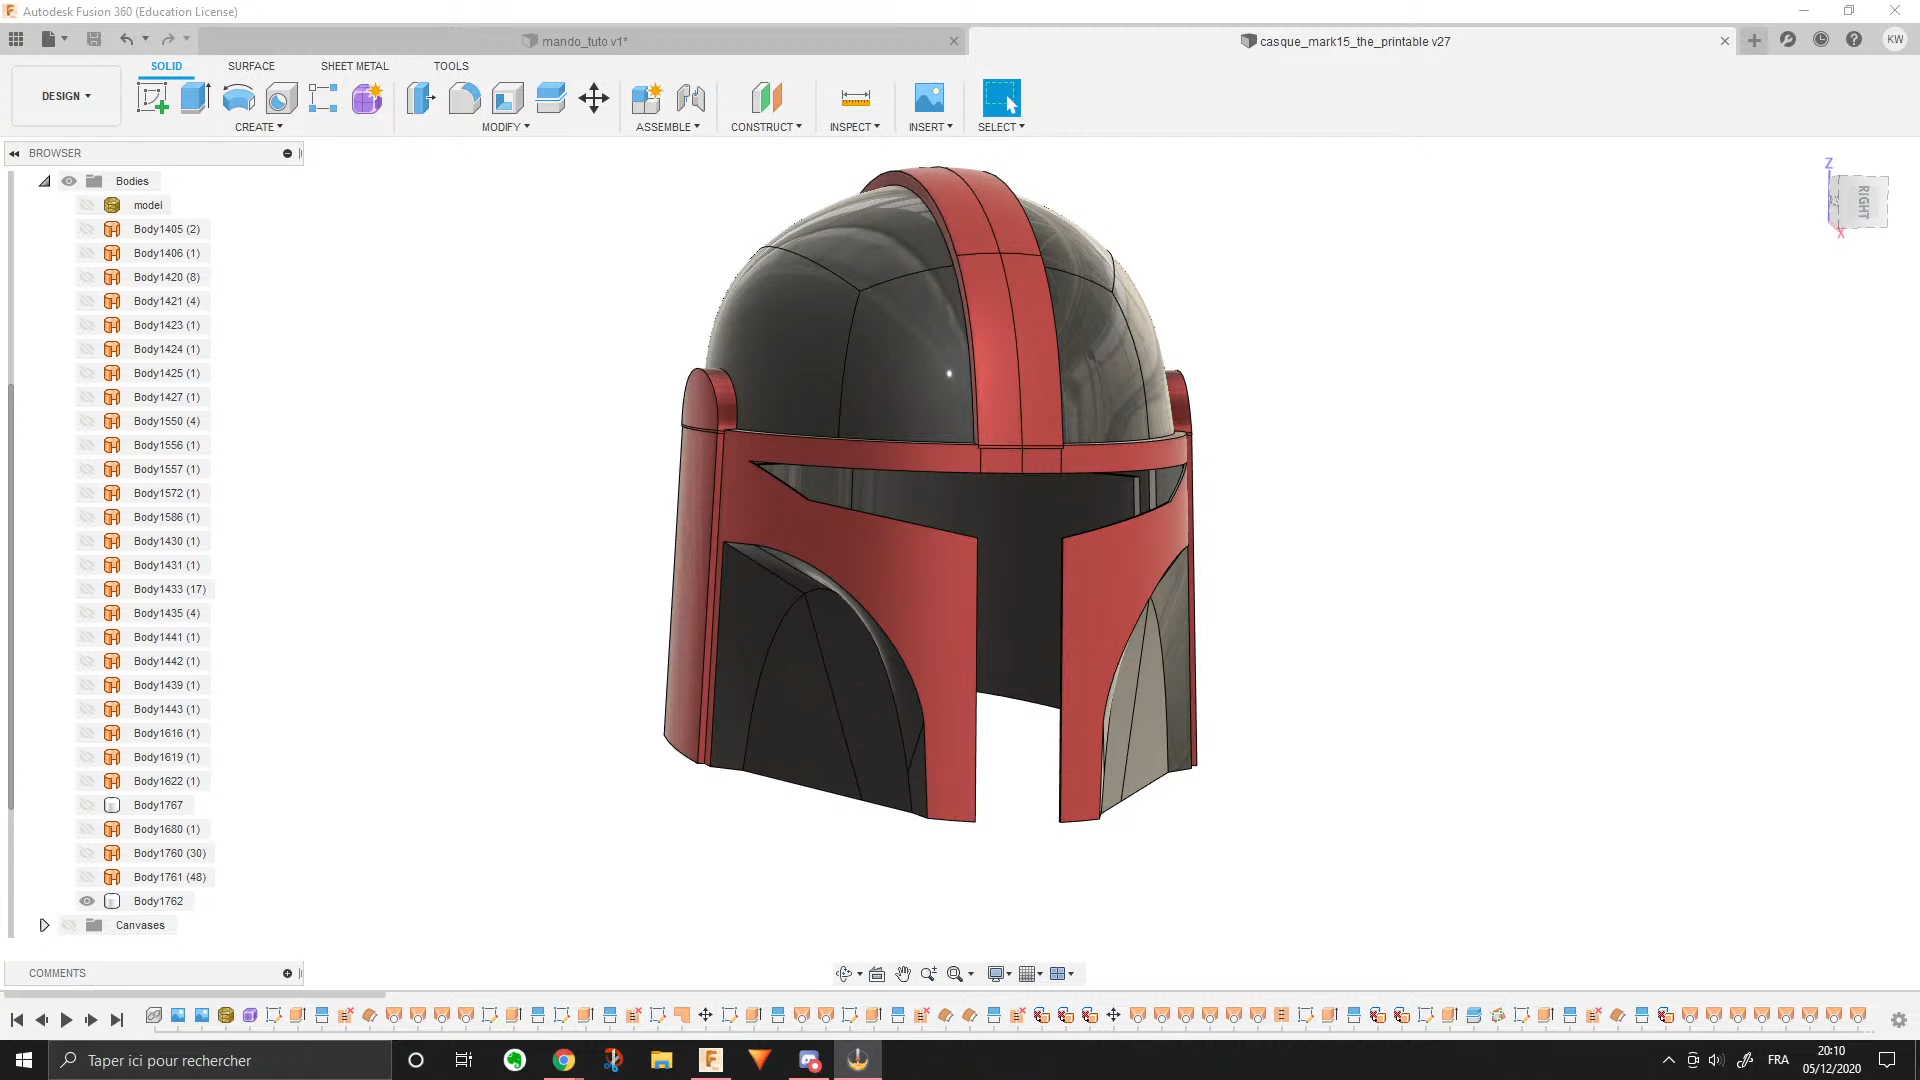 Autodesk Fusion 360 (Education License)
mando_tuto v1*
casque_mark15_the_printable v27
KW
DESIGN
SOLID
SURFACE
SHEET METAL
TOOLS
CREATE
MODIFY
ASSEMBLE
CONSTRUCT
INSPECT
INSERT
SELECT
BROWSER
Bodies
model
Body1405 (2)
Body1406 (1)
Body1420 (8)
Body1421 (4)
Body1423 (1)
Body1424 (1)
Body1425 (1)
Body1427 (1)
Body1550 (4)
Body1556 (1)
Body1557 (1)
Body1572 (1)
Body1586 (1)
Body1430 (1)
Body1431 (1)
Body1433 (17)
Body1435 (4)
Body1441 (1)
Body1442 (1)
Body1439 (1)
Body1443 (1)
Body1616 (1)
Body1619 (1)
Body1622 (1)
Body1767
Body1680 (1)
Body1760 (30)
Body1761 (48)
Body1762
Canvases
Z
RIGHT
X
COMMENTS
Taper ici pour rechercher
FRA
20:10
05/12/2020